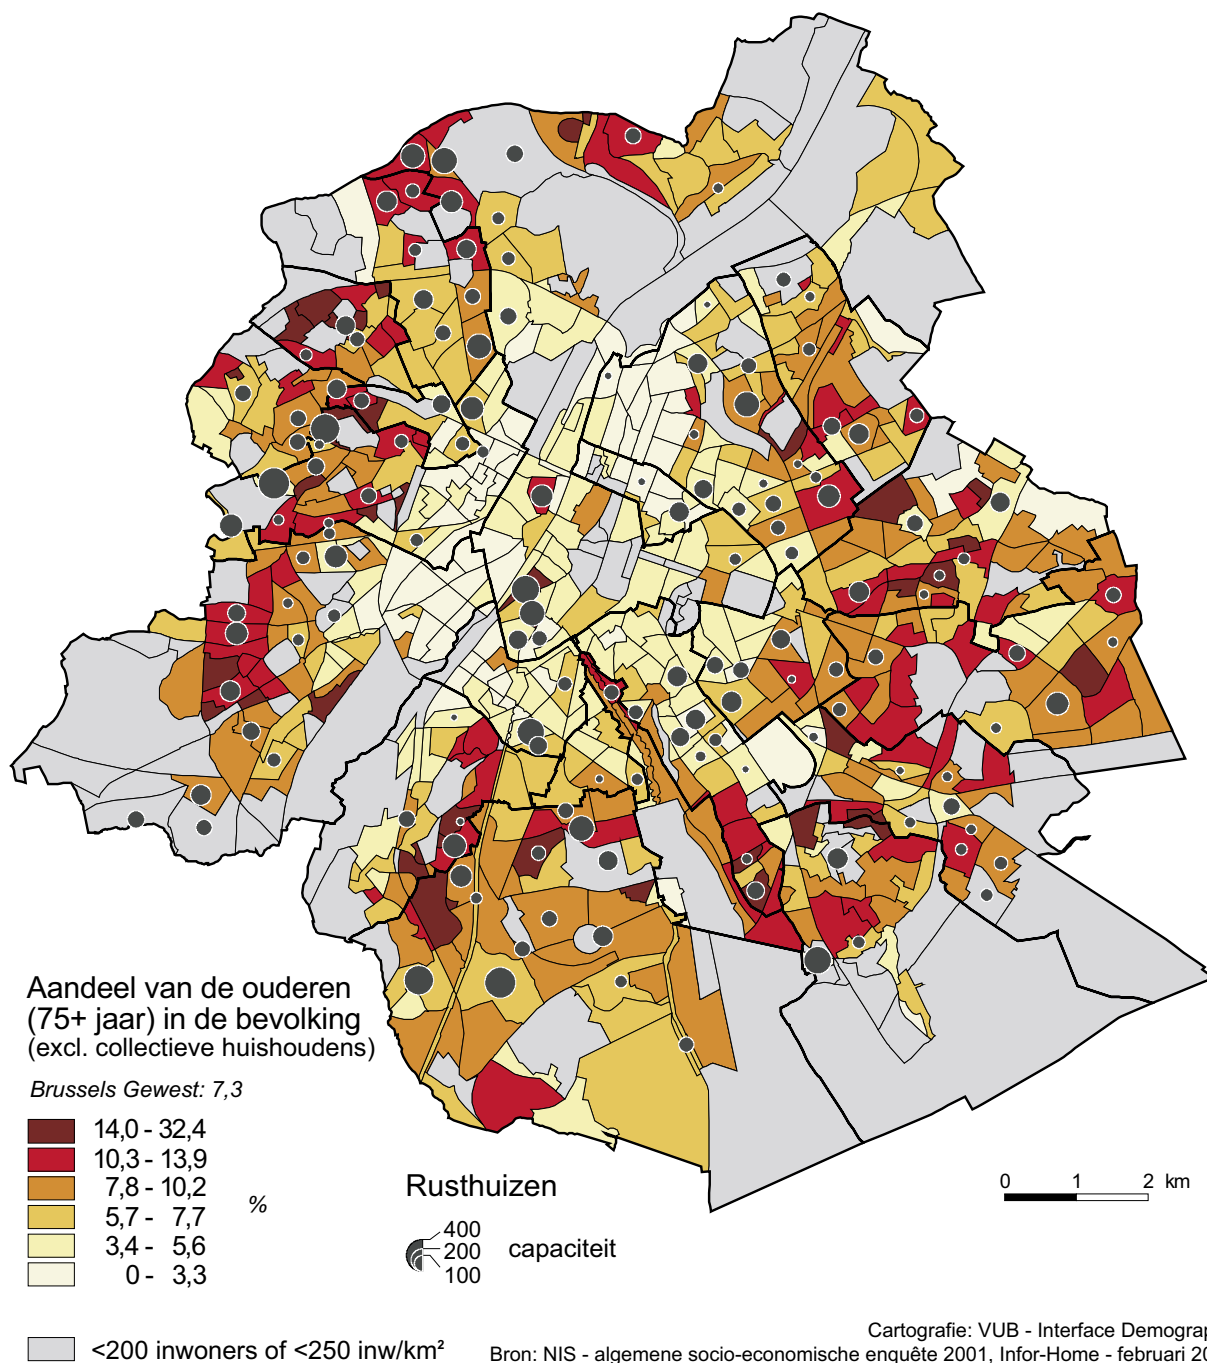 Aandeel van de ouderen
(75+ jaar) in de bevolking
(excl. collectieve huishoudens)
Brussels Gewest: 7,3
14,0 - 32,4
10,3 - 13,9
7,8 - 10,2
5,7 - 7,7
3,4 - 5,6
0 - 3,3
%
<200 inwoners of <250 inw/km²
Rusthuizen
400
200
100
capaciteit
0 1 2 km
Cartografie: VUB - Interface
Bron: NIS - algemene socio-economische enquête 2001, Infor-Home - februari